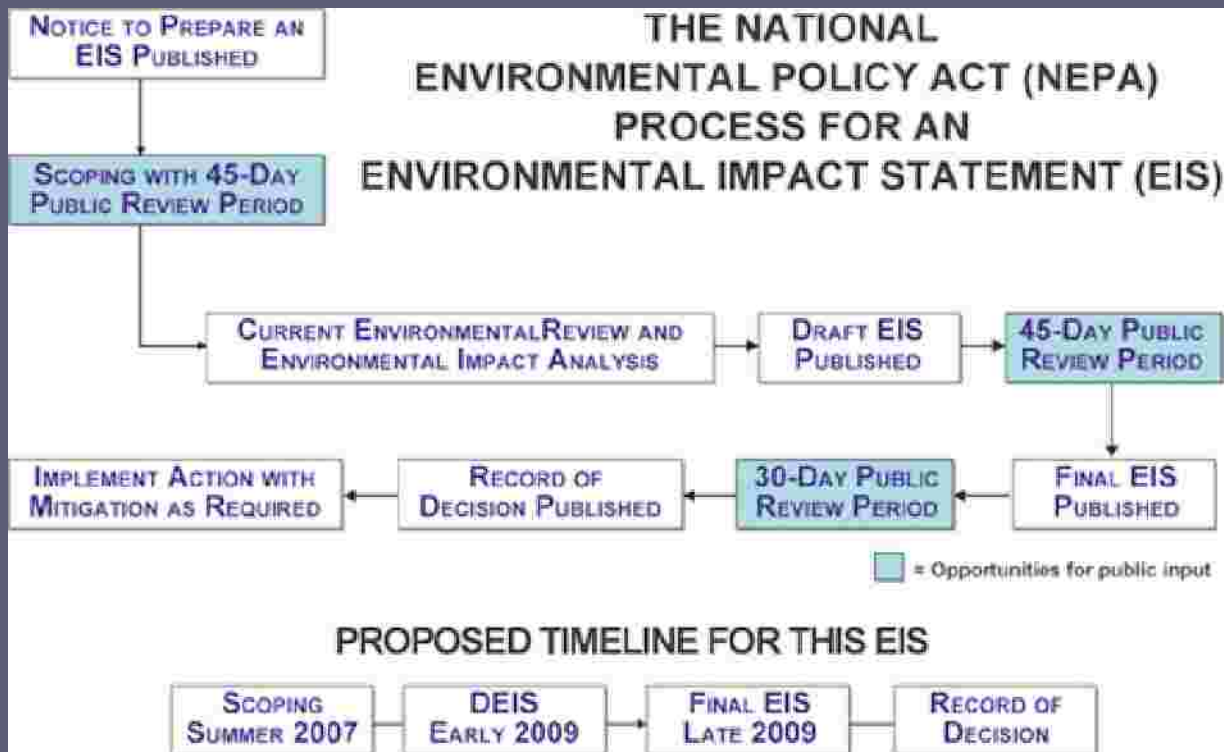 NOTICE TO PREPARE AN
EIS PUBLISHED
THE NATIONAL
ENVIRONMENTAL POLICY ACT (NEPA)
PROCESS FOR AN
ENVIRONMENTAL IMPACT STATEMENT (EIS)
SCOPING WITH 45-DAY
PUBLIC REVIEW PERIOD
CURRENT ENVIRONMENTAL REVIEW AND
ENVIRONMENTAL IMPACT ANALYSIS
DRAFT EIS
PUBLISHED
45-DAY PUBLIC
REVIEW PERIOD
IMPLEMENT ACTION WITH
MITIGATION AS REQUIRED
RECORD OF
DECISION PUBLISHED
30-DAY PUBLIC
REVIEW PERIOD
FINAL EIS
PUBLISHED
= Opportunities for public input
PROPOSED TIMELINE FOR THIS EIS
SCOPING
SUMMER 2007
DEIS
EARLY 2009
FINAL EIS
LATE 2009
RECORD OF
DECISION